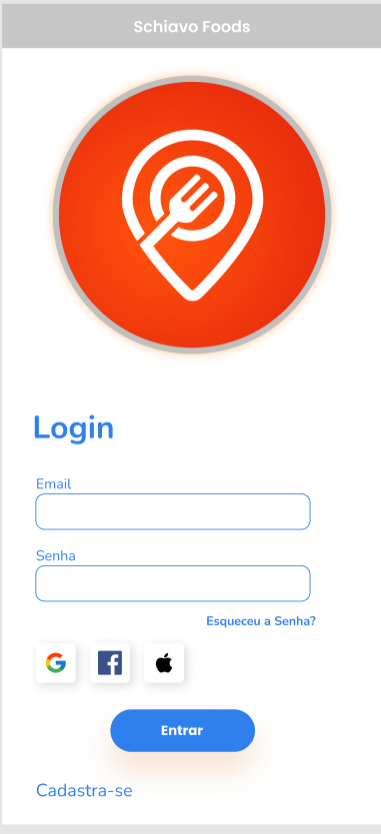 Schiavo Foods
Login
Email
Senha
Esqueceu a Senha?
Entrar
Cadastra-se